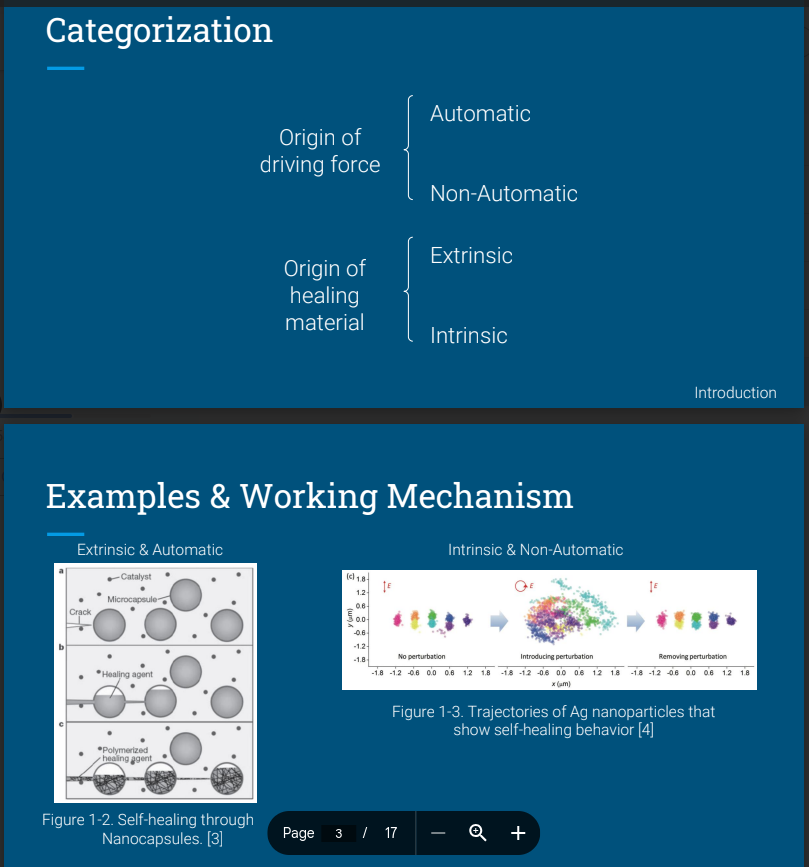 Categorization
Origin of
driving force
Automatic
Non-Automatic
Origin of
healing
material
Extrinsic
Intrinsic
Introduction
Examples & Working Mechanism
Extrinsic & Automatic
a
Catalyst
Microcapsule
Crack
b
Healing agent
c
Polymerized
healing agent
Figure 1-2. Self-healing through
Nanocapsules. [3]
Intrinsic & Non-Automatic
(c)
1.8
1.2
0.6
0.0
-0.6
-1.2
-1.8
y (μm)
E
E
E
No perturbation
Introducing perturbation
Removing perturbation
-1.8 -1.2 -0.6 0.0 0.6 1.2 1.8
-1.8 -1.2 -0.6 0.0 0.6 1.2 1.8
-1.8 -1.2 -0.6 0.0 0.6 1.2 1.8
x (μm)
Figure 1-3. Trajectories of Ag nanoparticles that
show self-healing behavior [4]
Page 3 / 17